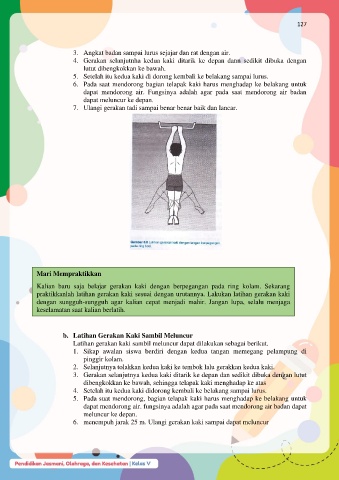 127
3. Angkat badan sampai lurus sejajar dan rat dengan air.
4. Gerakan selanjutnha kedua kaki ditarik ke depan dann sedikit dibuka dengan
lutut dibengkokkan ke bawah.
5. Setelah itu kedua kaki di dorong kembali ke belakang sampai lurus.
6. Pada saat mendorong bagian telapak kaki harus menghadap ke belakang untuk
dapat mendorong air. Fungsinya adalah agar pada saat mendorong air badan
dapat meluncur ke depan.
7. Ulangi gerakan tadi sampai benar benar baik dan lancar.
Mari Mempraktikkan
Kalian baru saja belajar gerakan kaki dengan berpegangan pada ring kolam. Sekarang
praktikkanlah latihan gerakan kaki sesuai dengan urutannya. Lakukan latihan gerakan kaki
dengan sungguh-sungguh agar kalian cepat menjadi mahir. Jangan lupa, selalu menjaga
keselamatan saat kalian berlatih.
b. Latihan Gerakan Kaki Sambil Meluncur
Latihan gerakan kaki sambil meluncur dapat dilakukan sebagai berikut.
1. Sikap awalan siswa berdiri dengan kedua tangan memegang pelampung di
pinggir kolam.
2. Selanjutnya tolakkan kedua kaki ke tembok lalu gerakkan kedua kaki.
3. Gerakan selanjutnya kedua kaki ditarik ke depan dan sedikit dibuka dengan lutut
dibengkokkan ke bawah, sehingga telapak kaki menghadap ke atas
4. Setelah itu kedua kaki didorong kembali ke belakang sampai lurus.
5. Pada saat mendorong, bagian telapak kaki harus menghadap ke belakang untuk
dapat mendorong air. fungsinya adalah agar pada saat mendorong air badan dapat
meluncur ke depan.
6. menempuh jarak 25 m. Ulangi gerakan kaki sampai dapat meluncur
Pendidikan Jasmani, Olahraga, dan Kesehatan | Kelas V